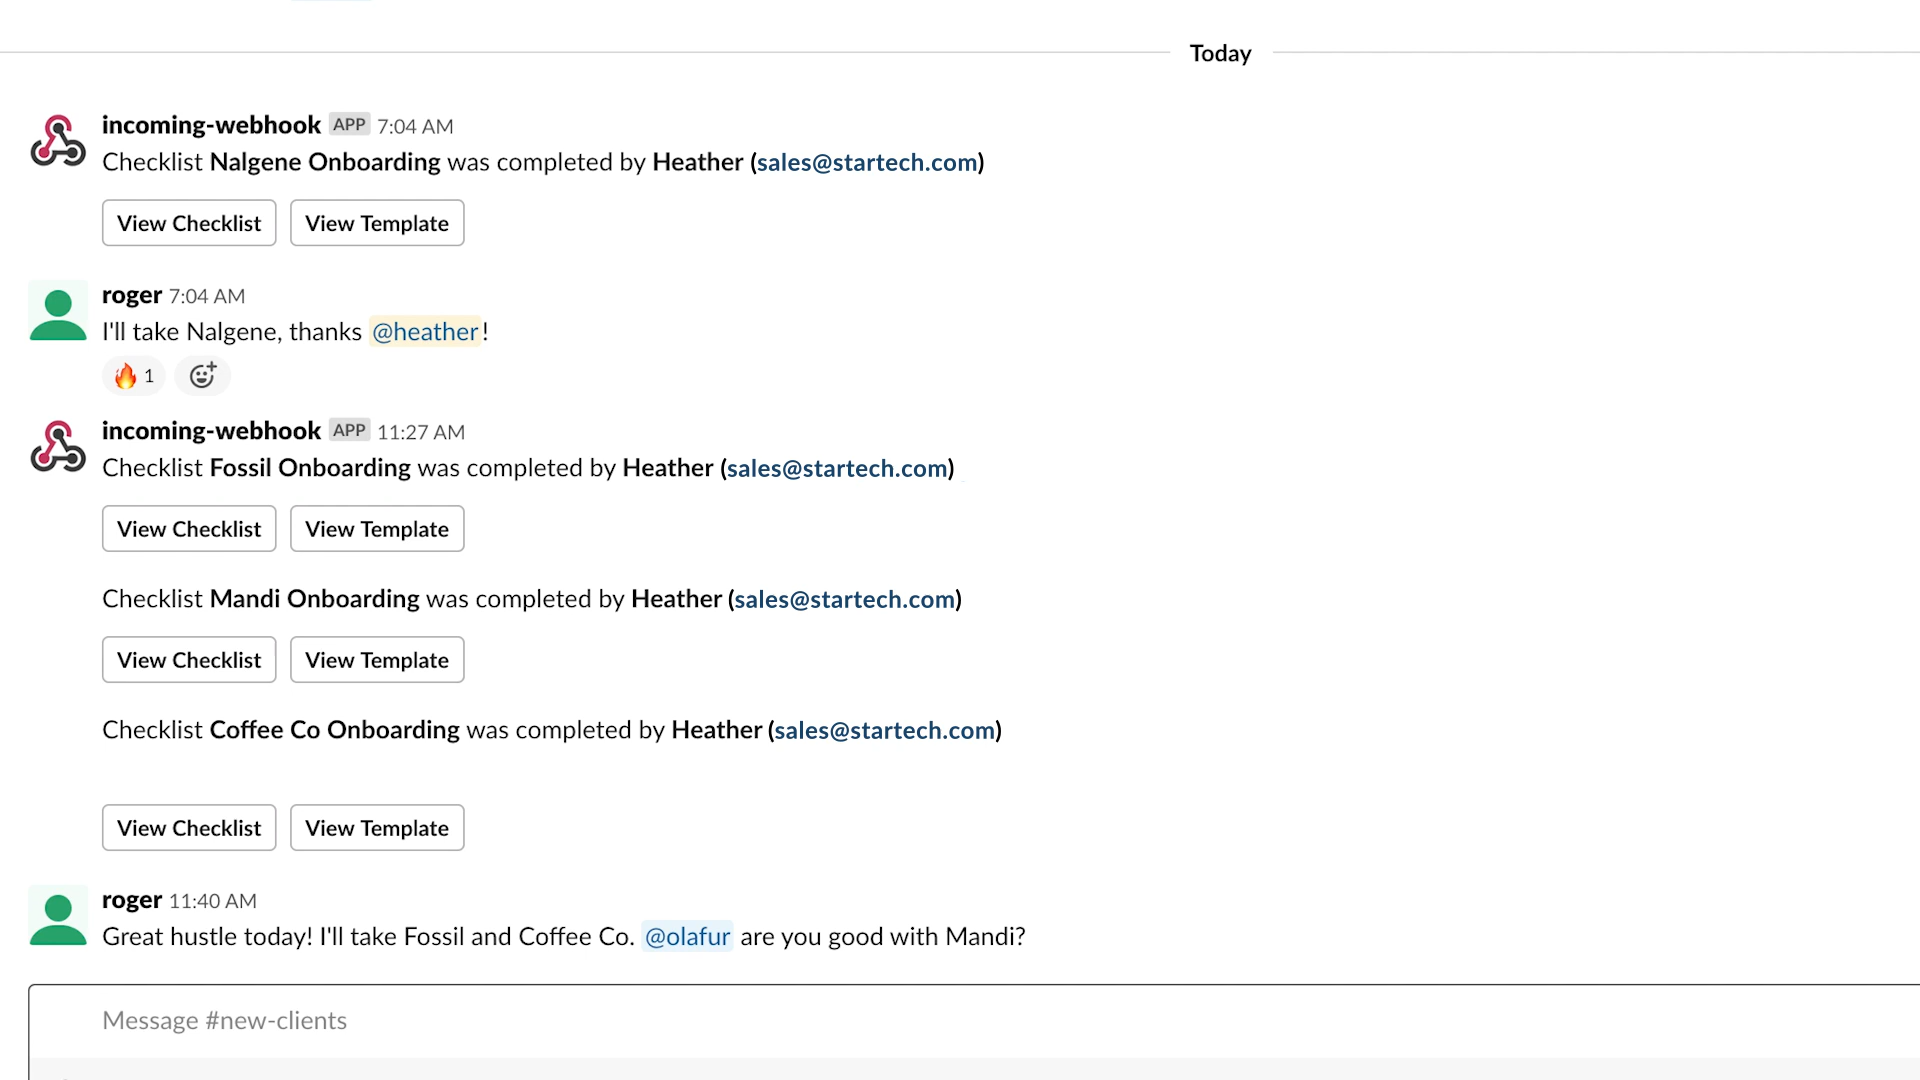 Today
incoming-webhook APP 7:04 AM
Checklist Nalgene Onboarding was completed by Heather (sales@startech.com)
View Checklist View Template
roger 7:04 AM
I'll take Nalgene, thanks @heather!
🔥 1
incoming-webhook APP 11:27 AM
Checklist Fossil Onboarding was completed by Heather (sales@startech.com)
View Checklist View Template
Checklist Mandi Onboarding was completed by Heather (sales@startech.com)
View Checklist View Template
Checklist Coffee Co Onboarding was completed by Heather (sales@startech.com)
View Checklist View Template
roger 11:40 AM
Great hustle today! I'll take Fossil and Coffee Co. @olafur are you good with Mandi?
Message #new-clients